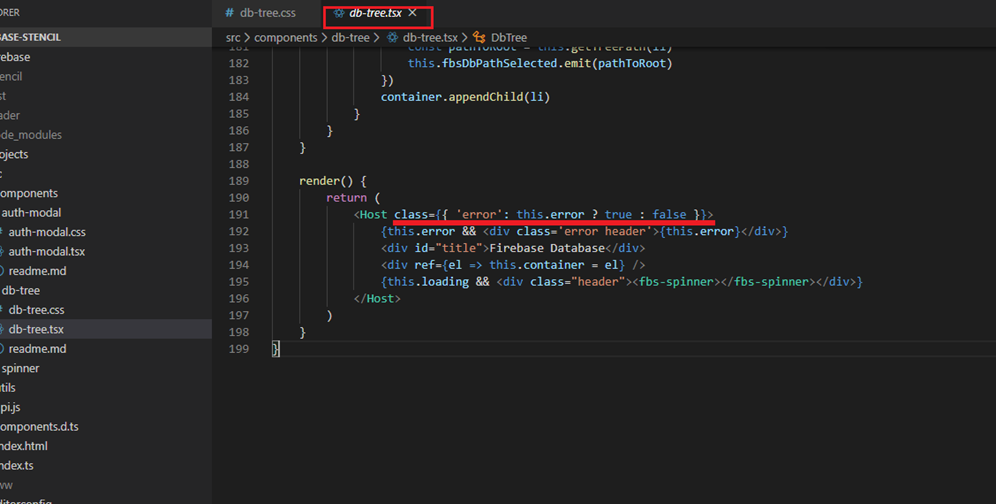 ORER
BASE-STENCIL
rebase
encil
st
ader
de_modules
ojects
c
omponents
auth-modal
auth-modal.css
auth-modal.tsx
readme.md
db-tree
db-tree.css
db-tree.tsx
readme.md
spinner
tils
pi.js
omponents.d.ts
ndex.html
ndex.ts
ww
ditorconfig
# db-tree.css
db-tree.tsx ×
src > components > db-tree > db-tree.tsx > DbTree
181 const pathToRoot = this.getTreePath(li)
182 this.fbsDbPathSelected.emit(pathToRoot)
183 })
184 container.appendChild(li)
185 }
186 }
187 }
188
189 render() {
190 return (
191 <Host class={{ 'error': this.error ? true : false }}>
192 {this.error && <div class='error header'>{this.error}</div>}
193 <div id="title">Firebase Database</div>
194 <div ref={el => this.container = el} />
195 {this.loading && <div class="header"><fbs-spinner></fbs-spinner></div>}
196 </Host>
197 )
198 }
199 }